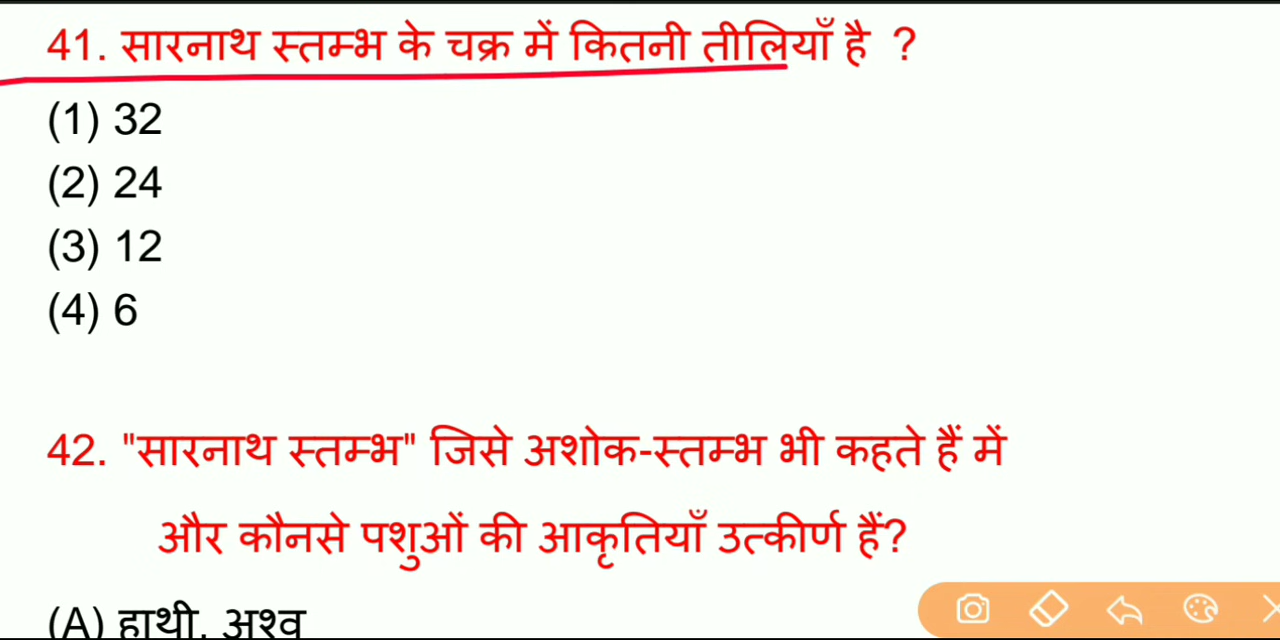 41. सारनाथ स्तम्भ के चक्र में कितनी तीलियाँ है ?
(1) 32
(2) 24
(3) 12
(4) 6
42. "सारनाथ स्तम्भ" जिसे अशोक-स्तम्भ भी कहते हैं में
और कौनसे पशुओं की आकृतियाँ उत्कीर्ण हैं?
(A) हाथी, अश्व